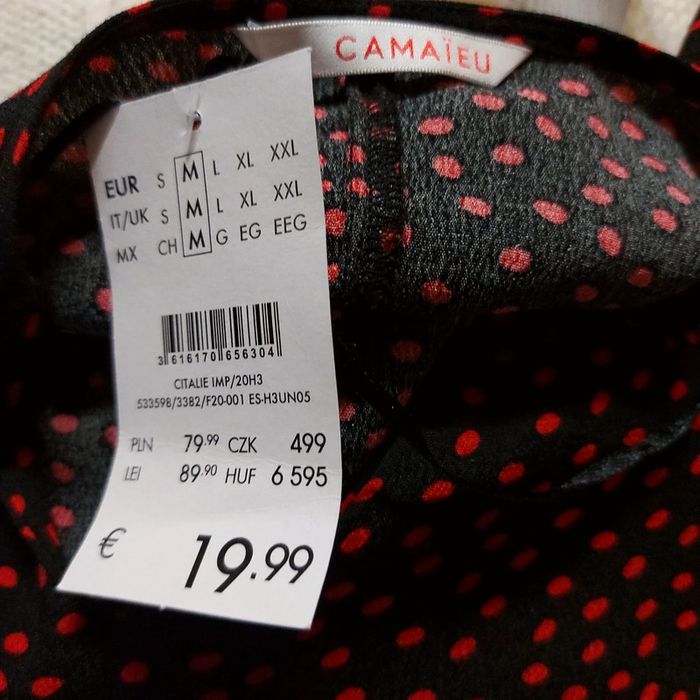 CAMAÏEU
EUR S M L XL XXL
IT/UK S M L XL XXL
MX CH M G EG EEG
3 616170 656304
CITALIE IMP/20H3
533598/3382/F20-001 ES-H3UN05
PLN 79.99 CZK 499
LEI 89.90 HUF 6 595
€ 19.99